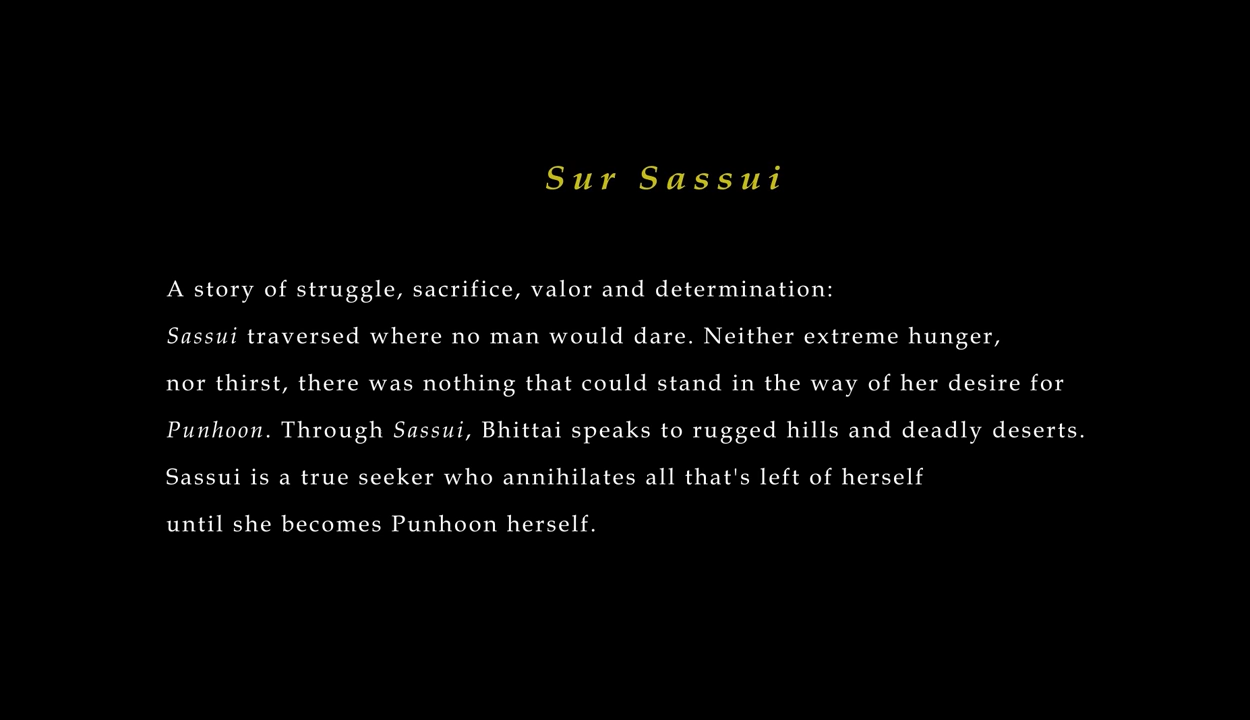 Sur Sassui
A story of struggle, sacrifice, valor and determination:
Sassui traversed where no man would dare. Neither extreme hunger,
nor thirst, there was nothing that could stand in the way of her desire for
Punhoon. Through Sassui, Bhittai speaks to rugged hills and deadly deserts.
Sassui is a true seeker who annihilates all that's left of herself
until she becomes Punhoon herself.